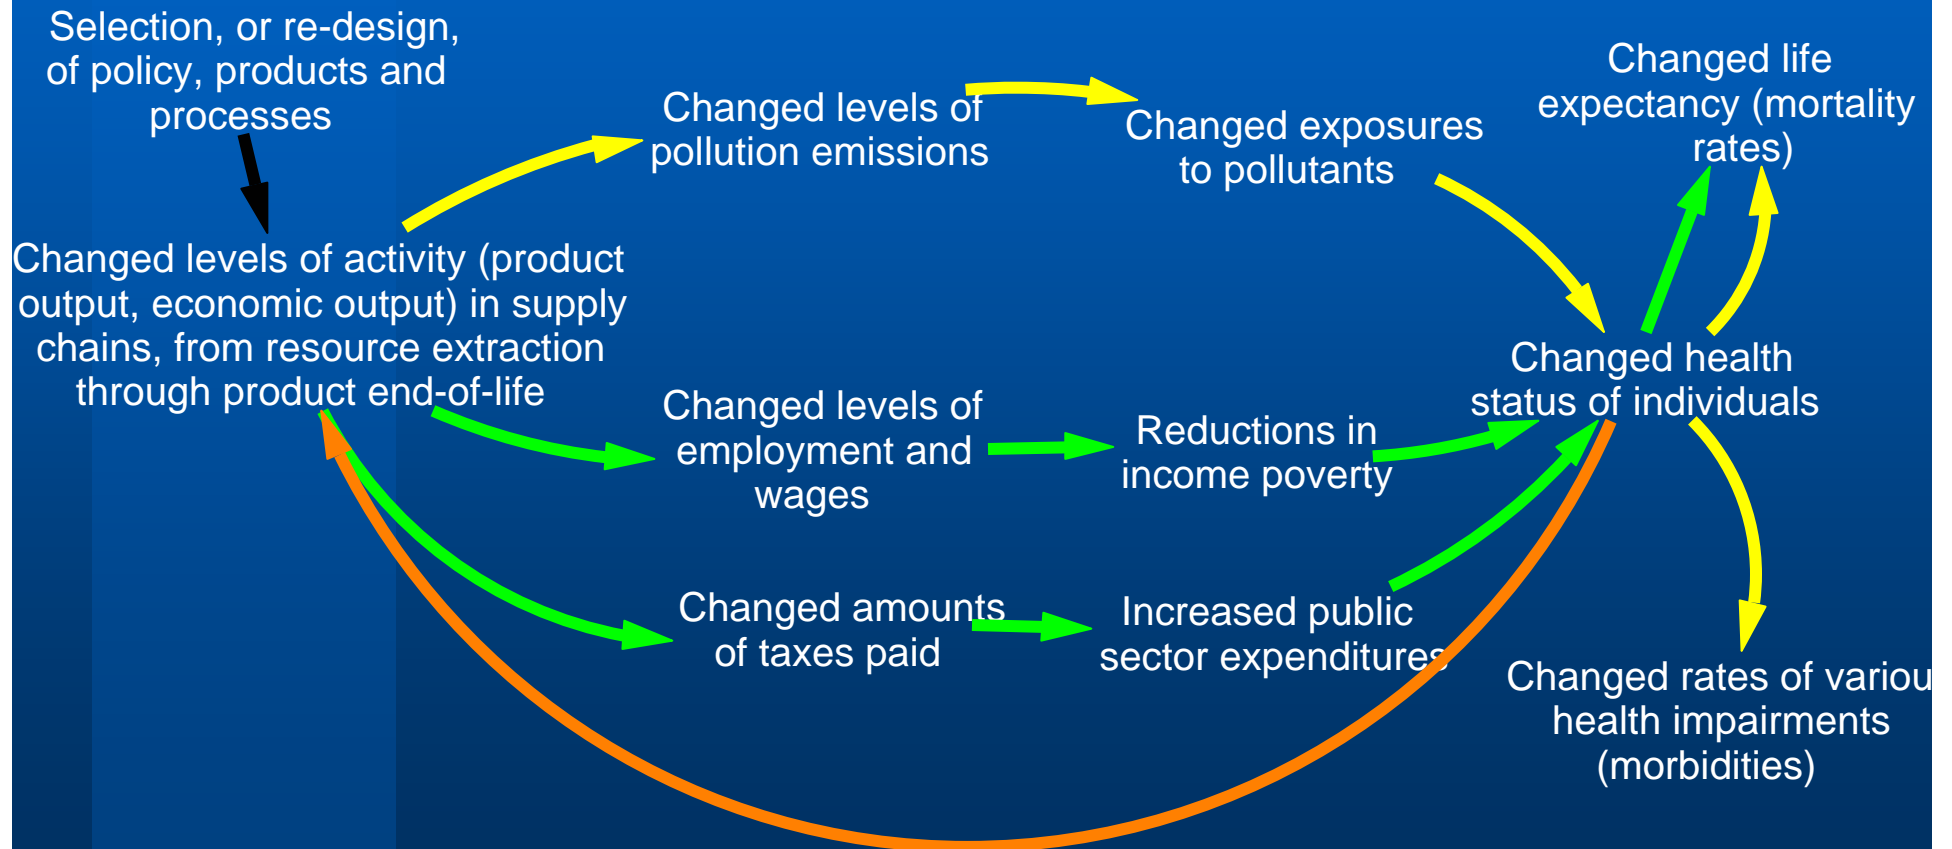 Selection, or re-design,
of policy, products and
processes
Changed levels of activity (product
output, economic output) in supply
chains, from resource extraction
through product end-of-life
Changed levels of
pollution emissions
Changed exposures
to pollutants
Changed life
expectancy (mortality
rates)
Changed health
status of individuals
Changed levels of
employment and
wages
Reductions in
income poverty
Changed amounts
of taxes paid
Increased public
sector expenditures
Changed rates of variou
health impairments
(morbidities)